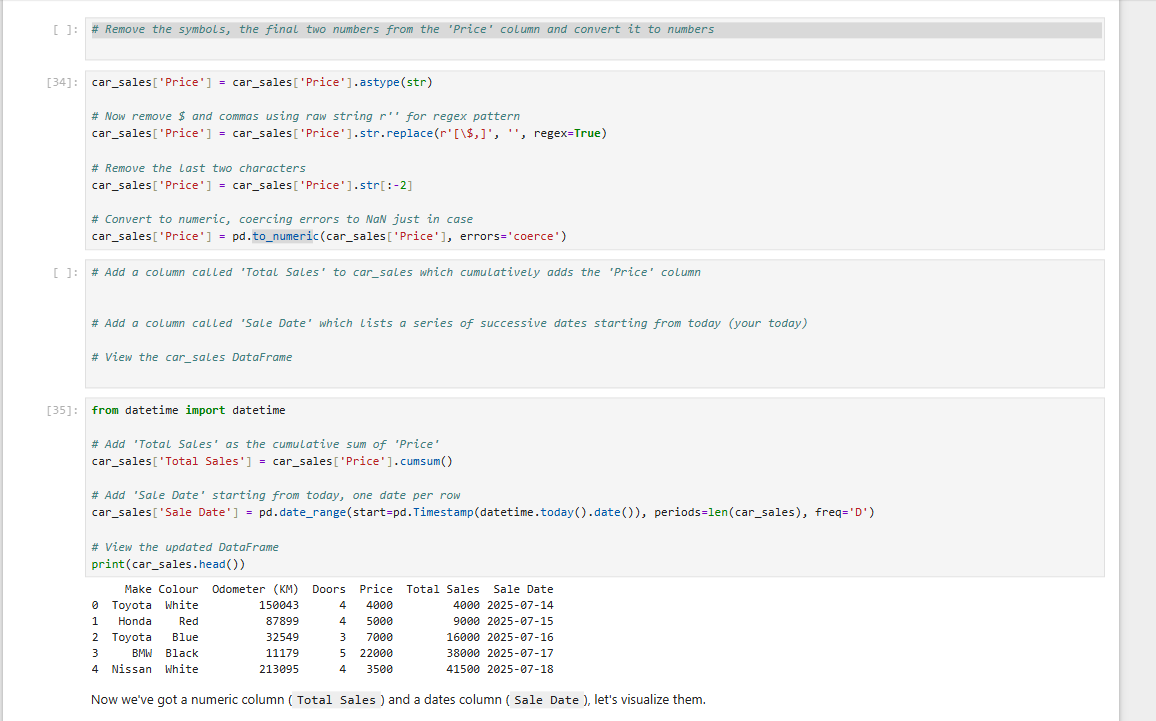 [ ]: # Remove the symbols, the final two numbers from the 'Price' column and convert it to numbers
[34]: car_sales['Price'] = car_sales['Price'].astype(str)
# Now remove $ and commas using raw string r'' for regex pattern
car_sales['Price'] = car_sales['Price'].str.replace(r'[\$,]', '', regex=True)
# Remove the last two characters
car_sales['Price'] = car_sales['Price'].str[:-2]
# Convert to numeric, coercing errors to NaN just in case
car_sales['Price'] = pd.to_numeric(car_sales['Price'], errors='coerce')
[ ]: # Add a column called 'Total Sales' to car_sales which cumulatively adds the 'Price' column
# Add a column called 'Sale Date' which lists a series of successive dates starting from today (your today)
# View the car_sales DataFrame
[35]: from datetime import datetime
# Add 'Total Sales' as the cumulative sum of 'Price'
car_sales['Total Sales'] = car_sales['Price'].cumsum()
# Add 'Sale Date' starting from today, one date per row
car_sales['Sale Date'] = pd.date_range(start=pd.Timestamp(datetime.today().date()), periods=len(car_sales), freq='D')
# View the updated DataFrame
print(car_sales.head())
Make Colour Odometer (KM) Doors Price Total Sales Sale Date
0 Toyota White 150043 4 4000 4000 2025-07-14
1 Honda Red 87899 4 5000 9000 2025-07-15
2 Toyota Blue 32549 3 7000 16000 2025-07-16
3 BMW Black 11179 5 22000 38000 2025-07-17
4 Nissan White 213095 4 3500 41500 2025-07-18
Now we've got a numeric column ( Total Sales ) and a dates column ( Sale Date ), let's visualize them.